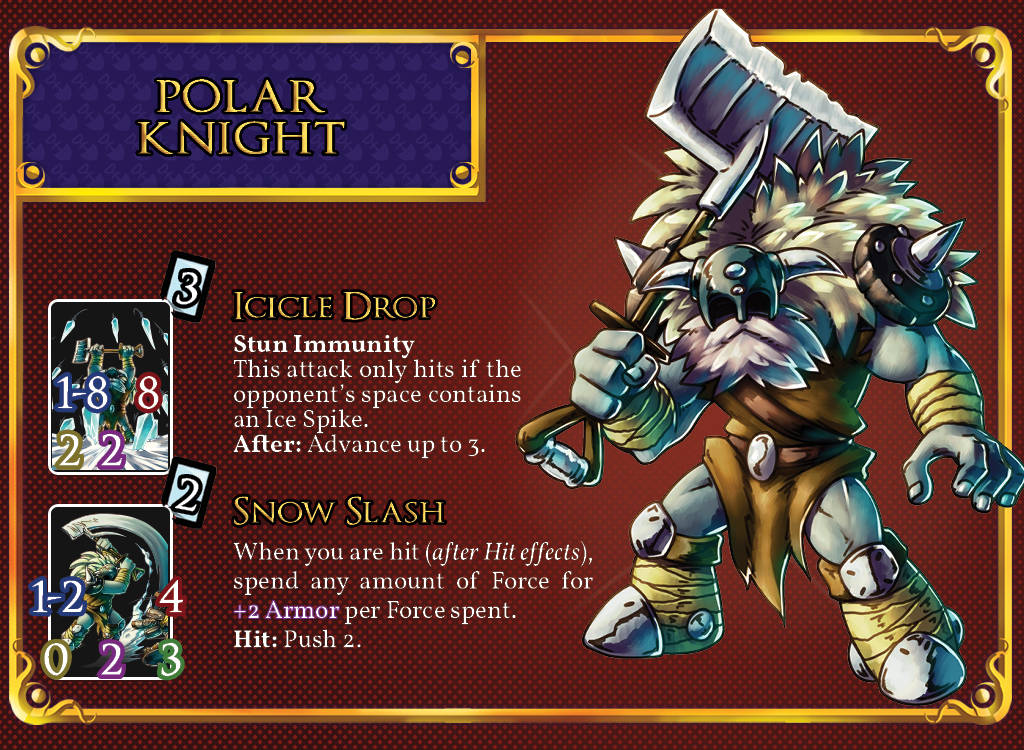 POLAR
KNIGHT
3
ICICLE DROP
Stun Immunity
This attack only hits if the
opponent's space contains
an Ice Spike.
After: Advance up to 3.
1-8 8
2 2
2
SNOW SLASH
When you are hit (after Hit effects),
spend any amount of Force for
+2 Armor per Force spent.
Hit: Push 2.
1-2 4
0 2 3